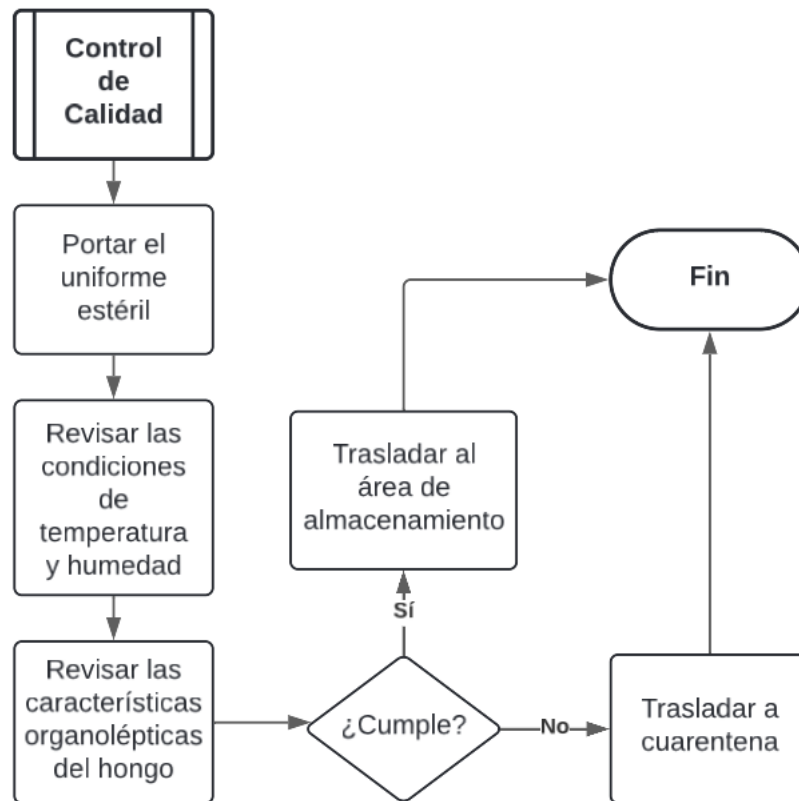 Control
de
Calidad
Portar el
uniforme
estéril
Revisar las
condiciones
de
temperatura
y humedad
Revisar las
características
organolépticas
del hongo
¿Cumple?
Sí
Trasladar al
área de
almacenamiento
No
Trasladar a
cuarentena
Fin